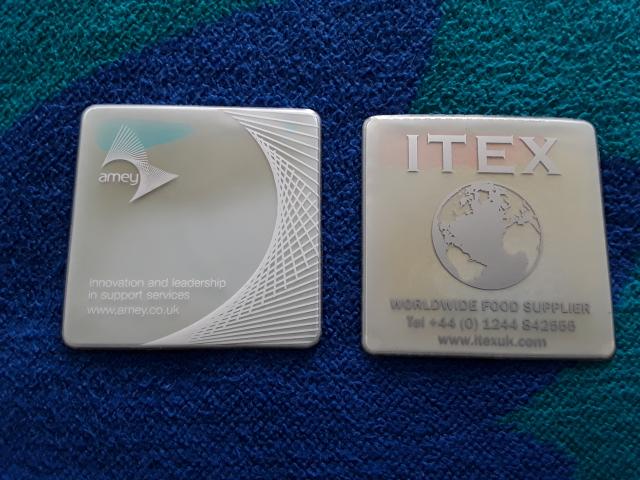 amey
innovation and leadership
in support services
www.amey.co.uk
ITEX
WORLDWIDE FOOD SUPPLIER
Tel +44 (0) 1244 842555
www.itexuk.com